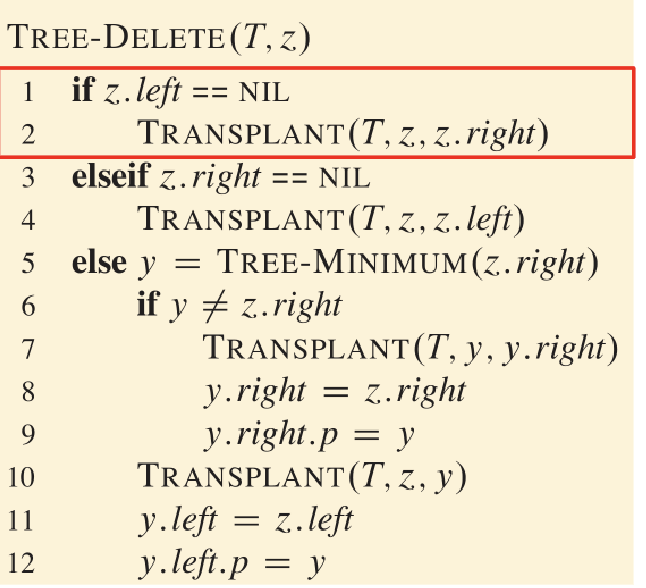 TREE-DELETE(T, z)
1 if z.left == NIL
2 TRANSPLANT(T, z, z.right)
3 elseif z.right == NIL
4 TRANSPLANT(T, z, z.left)
5 else y = TREE-MINIMUM(z.right)
6 if y ≠ z.right
7 TRANSPLANT(T, y, y.right)
8 y.right = z.right
9 y.right.p = y
10 TRANSPLANT(T, z, y)
11 y.left = z.left
12 y.left.p = y